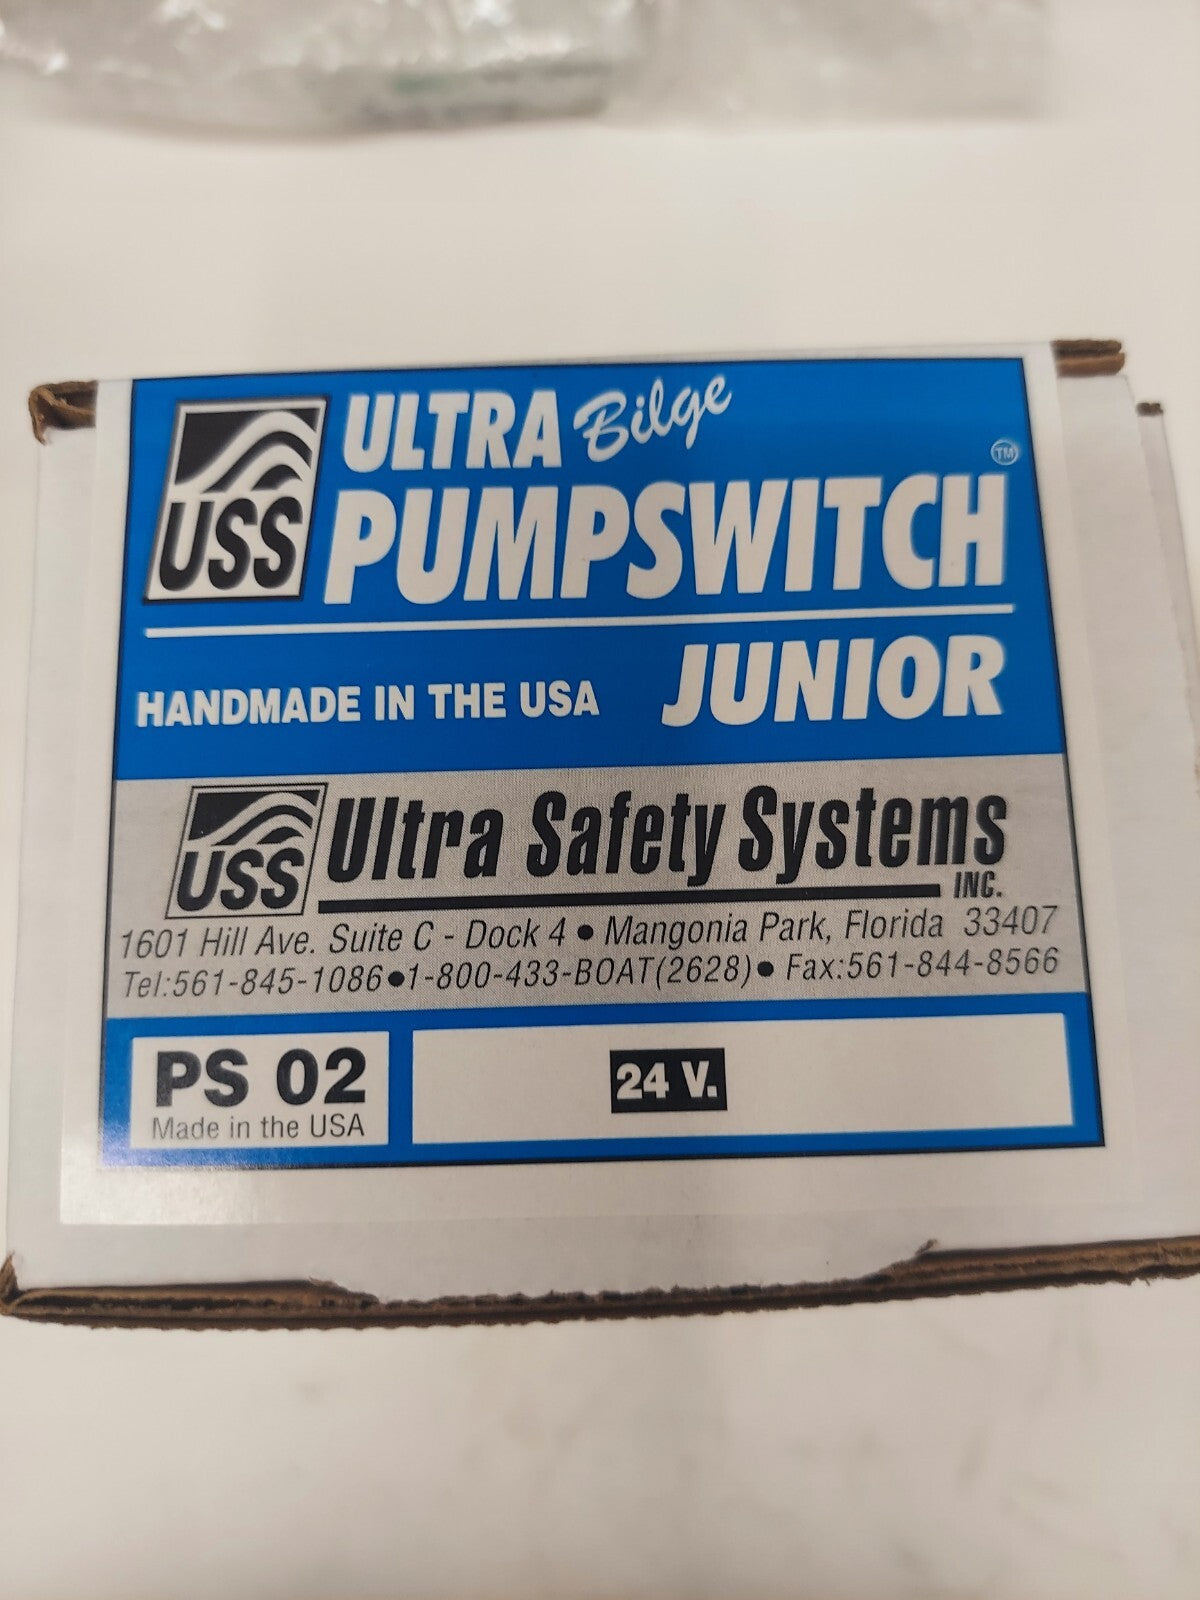 USS
ULTRA Bilge
PUMPSWITCH™
HANDMADE IN THE USA
JUNIOR
USS
Ultra Safety Systems
INC.
1601 Hill Ave. Suite C - Dock 4 • Mangonia Park, Florida 33407
Tel:561-845-1086•1-800-433-BOAT(2628)• Fax:561-844-8566
PS 02
Made in the USA
24 V.